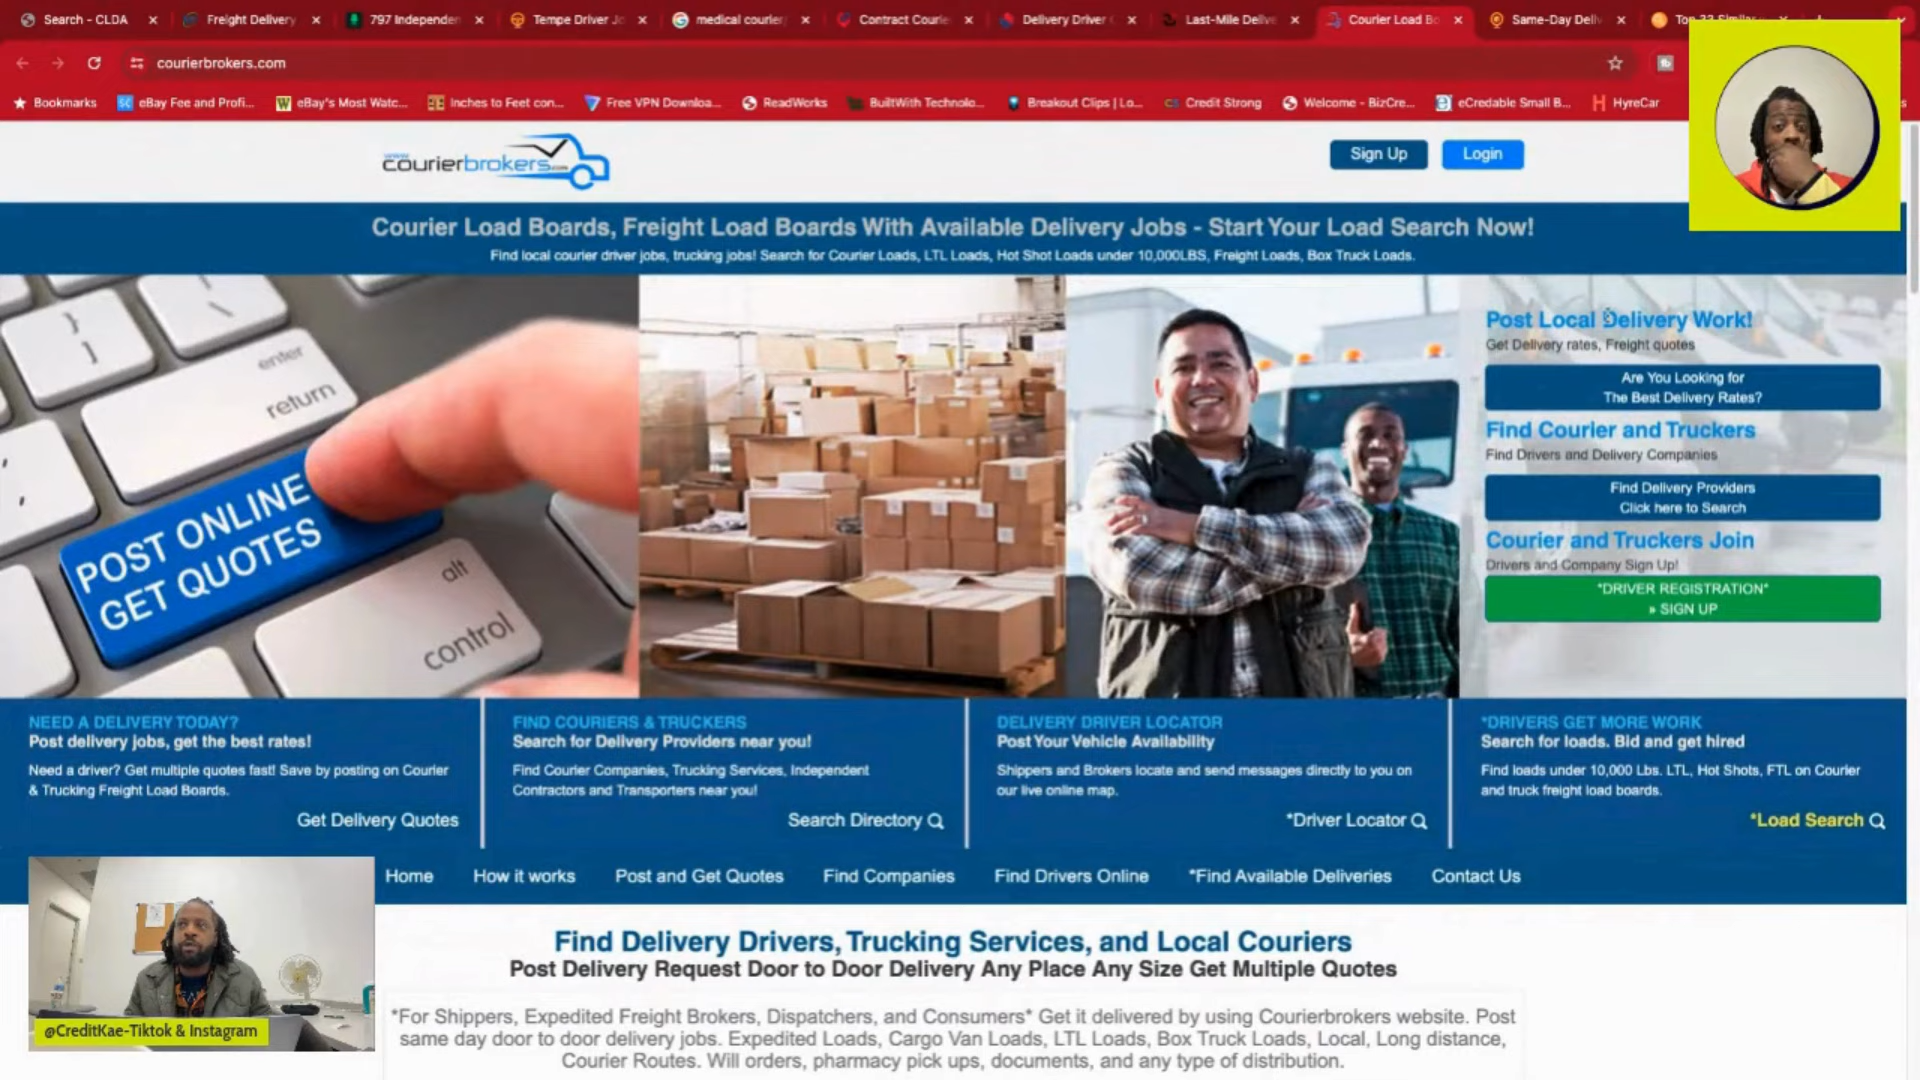 Search - CLDA
Freight Delivery
797 Independen
Tempe Driver Jo
medical courier
Contract Courie
Delivery Driver
Last-Mile Delive
Courier Load Bo
Same-Day Deli
Top 33 Similar
courierbrokers.com
Bookmarks
eBay Fee and Profi...
eBay's Most Watc...
Inches to Feet con...
Free VPN Downloa...
ReadWorks
BuiltWith Technolo...
Breakout Clips | Lo...
Credit Strong
Welcome - BizCre...
eCredable Small B...
HyreCar
www.
courierbrokers.com
Sign Up
Login
Courier Load Boards, Freight Load Boards With Available Delivery Jobs - Start Your Load Search Now!
Find local courier driver jobs, trucking jobs! Search for Courier Loads, LTL Loads, Hot Shot Loads under 10,000LBS, Freight Loads, Box Truck Loads.
enter
return
POST ONLINE
GET QUOTES
alt
control
Post Local Delivery Work!
Get Delivery rates, Freight quotes
Are You Looking for
The Best Delivery Rates?
Find Courier and Truckers
Find Drivers and Delivery Companies
Find Delivery Providers
Click here to Search
Courier and Truckers Join
Drivers and Company Sign Up!
*DRIVER REGISTRATION*
» SIGN UP
NEED A DELIVERY TODAY?
Post delivery jobs, get the best rates!
Need a driver? Get multiple quotes fast! Save by posting on Courier
& Trucking Freight Load Boards.
Get Delivery Quotes
FIND COURIERS & TRUCKERS
Search for Delivery Providers near you!
Find Courier Companies, Trucking Services, Independent
Contractors and Transporters near you!
Search Directory
DELIVERY DRIVER LOCATOR
Post Your Vehicle Availability
Shippers and Brokers locate and send messages directly to you on
our live online map.
*Driver Locator
*DRIVERS GET MORE WORK
Search for loads. Bid and get hired
Find loads under 10,000 Lbs. LTL, Hot Shots, FTL on Courier
and truck freight load boards.
*Load Search
Home
How it works
Post and Get Quotes
Find Companies
Find Drivers Online
*Find Available Deliveries
Contact Us
Find Delivery Drivers, Trucking Services, and Local Couriers
Post Delivery Request Door to Door Delivery Any Place Any Size Get Multiple Quotes
*For Shippers, Expedited Freight Brokers, Dispatchers, and Consumers* Get it delivered by using Courierbrokers website. Post
same day door to door delivery jobs. Expedited Loads, Cargo Van Loads, LTL Loads, Box Truck Loads, Local, Long distance,
Courier Routes. Will orders, pharmacy pick ups, documents, and any type of distribution.
@CreditKae-Tiktok & Instagram